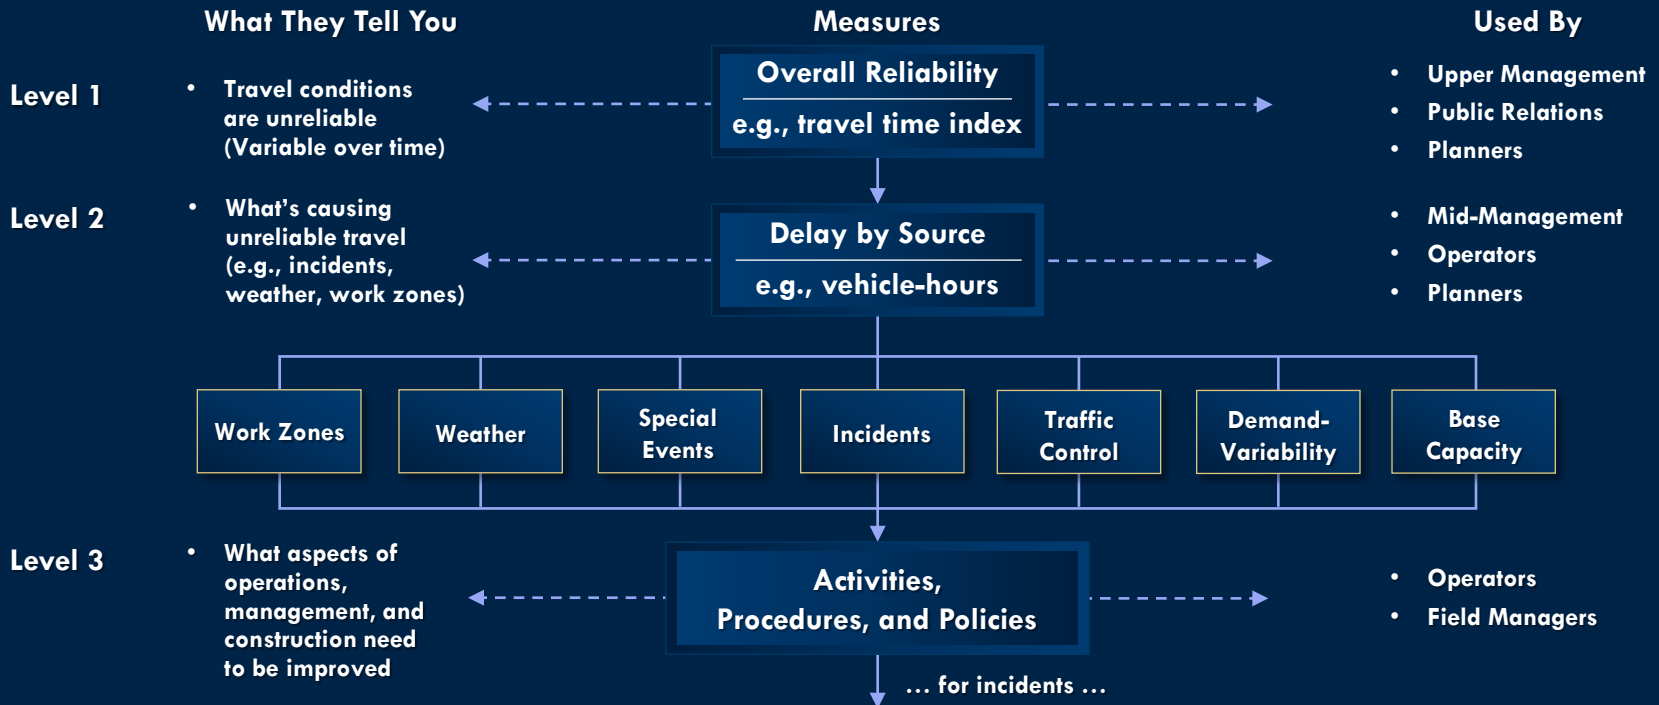 What They Tell You
Measures
Used By
Level 1
• Travel conditions
are unreliable
(Variable over time)
Overall Reliability
e.g., travel time index
• Upper Management
• Public Relations
• Planners
Level 2
• What's causing
unreliable travel
(e.g., incidents,
weather, work zones)
Delay by Source
e.g., vehicle-hours
• Mid-Management
• Operators
• Planners
Work Zones
Weather
Special
Events
Incidents
Traffic
Control
Demand-
Variability
Base
Capacity
Level 3
• What aspects of
operations,
management, and
construction need
to be improved
Activities,
Procedures, and Policies
• Operators
• Field Managers
... for incidents ...